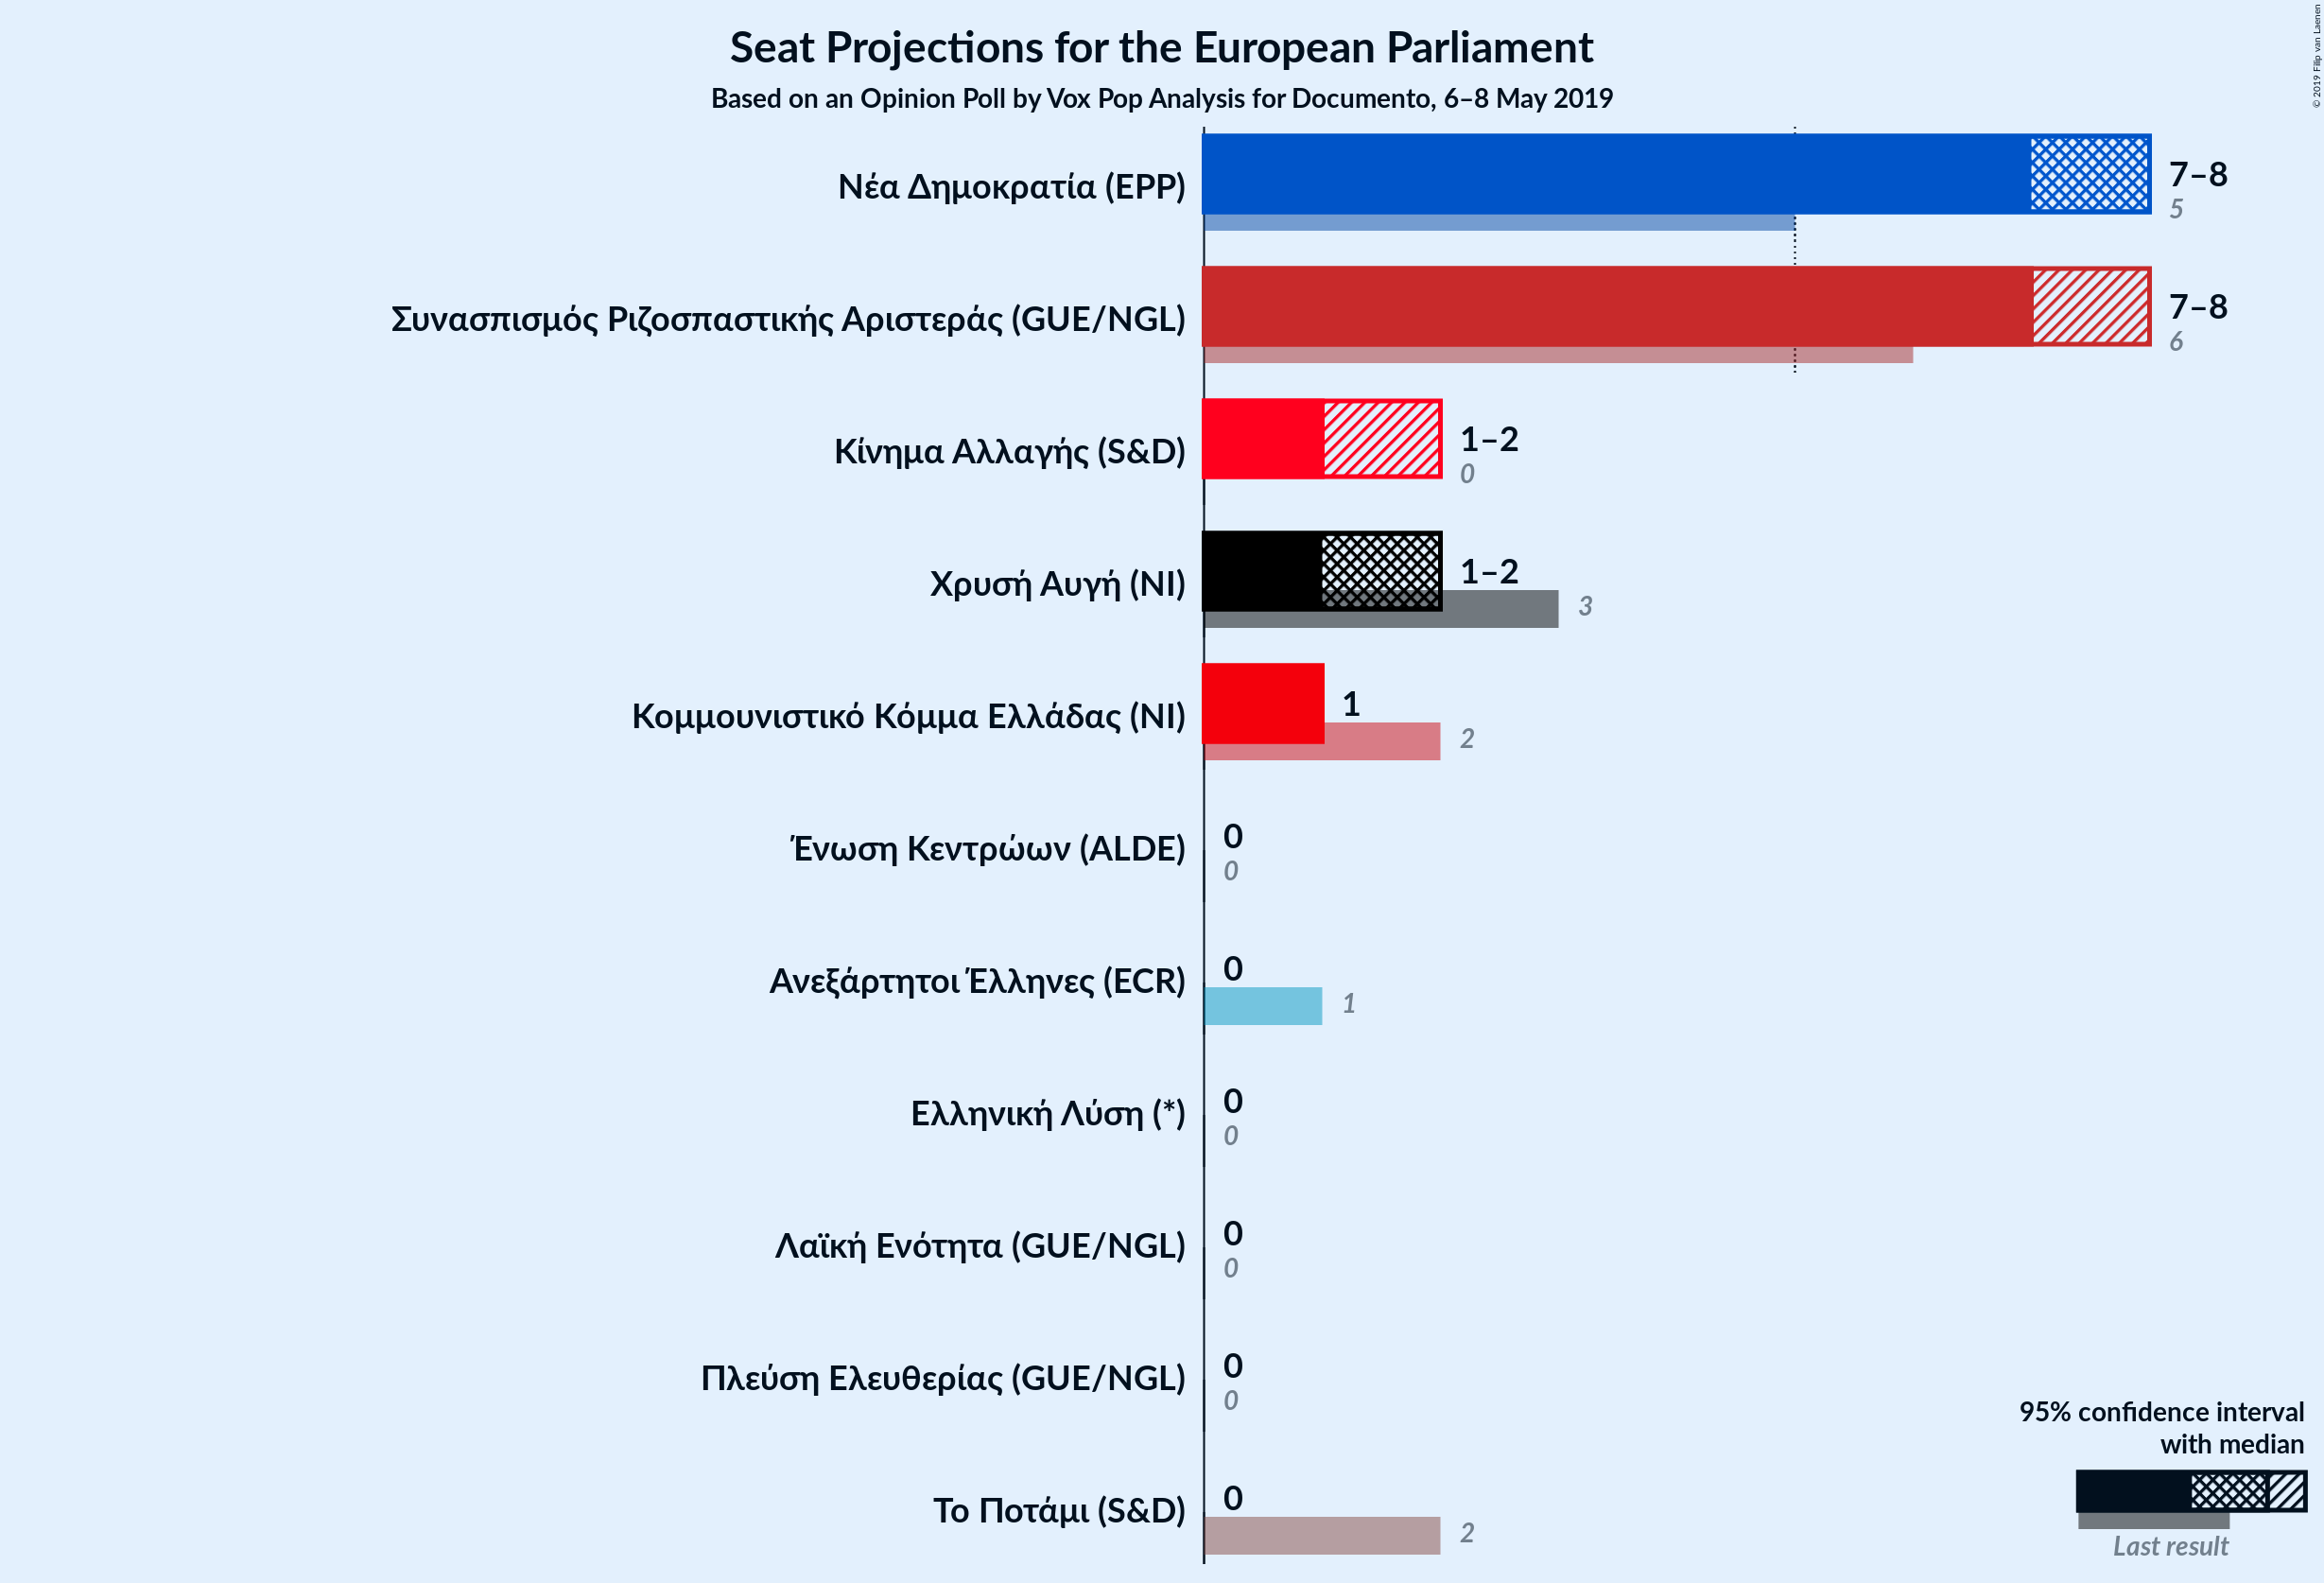 Seat Projections for the European Parliament
Based on an Opinion Poll by Vox Pop Analysis for Documento, 6–8 May 2019
© 2019 Filip van Laenen
Νέα Δημοκρατία (EPP)
7–8
5
Συνασπισμός Ριζοσπαστικής Αριστεράς (GUE/NGL)
7–8
6
Κίνημα Αλλαγής (S&D)
1–2
0
Χρυσή Αυγή (NI)
1–2
3
Κομμουνιστικό Κόμμα Ελλάδας (NI)
1
2
Ένωση Κεντρώων (ALDE)
0
0
Ανεξάρτητοι Έλληνες (ECR)
0
1
Ελληνική Λύση (*)
0
0
Λαϊκή Ενότητα (GUE/NGL)
0
0
Πλεύση Ελευθερίας (GUE/NGL)
0
0
Το Ποτάμι (S&D)
0
2
95% confidence interval
with median
Last result